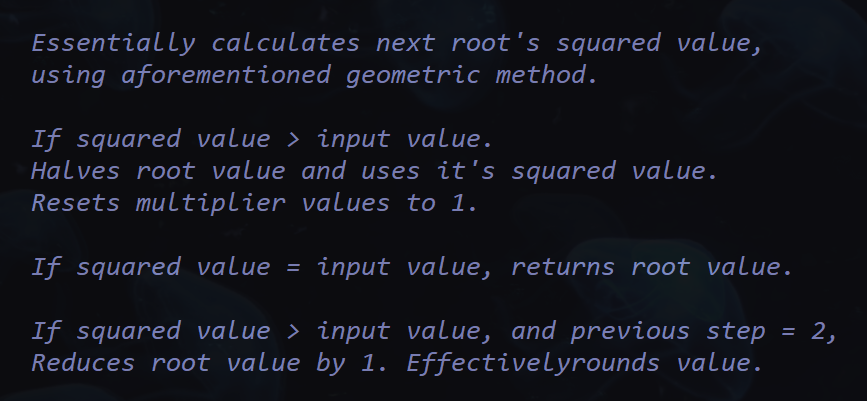 Essentially calculates next root's squared value,
using aforementioned geometric method.
If squared value > input value.
Halves root value and uses it's squared value.
Resets multiplier values to 1.
If squared value = input value, returns root value.
If squared value > input value, and previous step = 2,
Reduces root value by 1. Effectivelyrounds value.